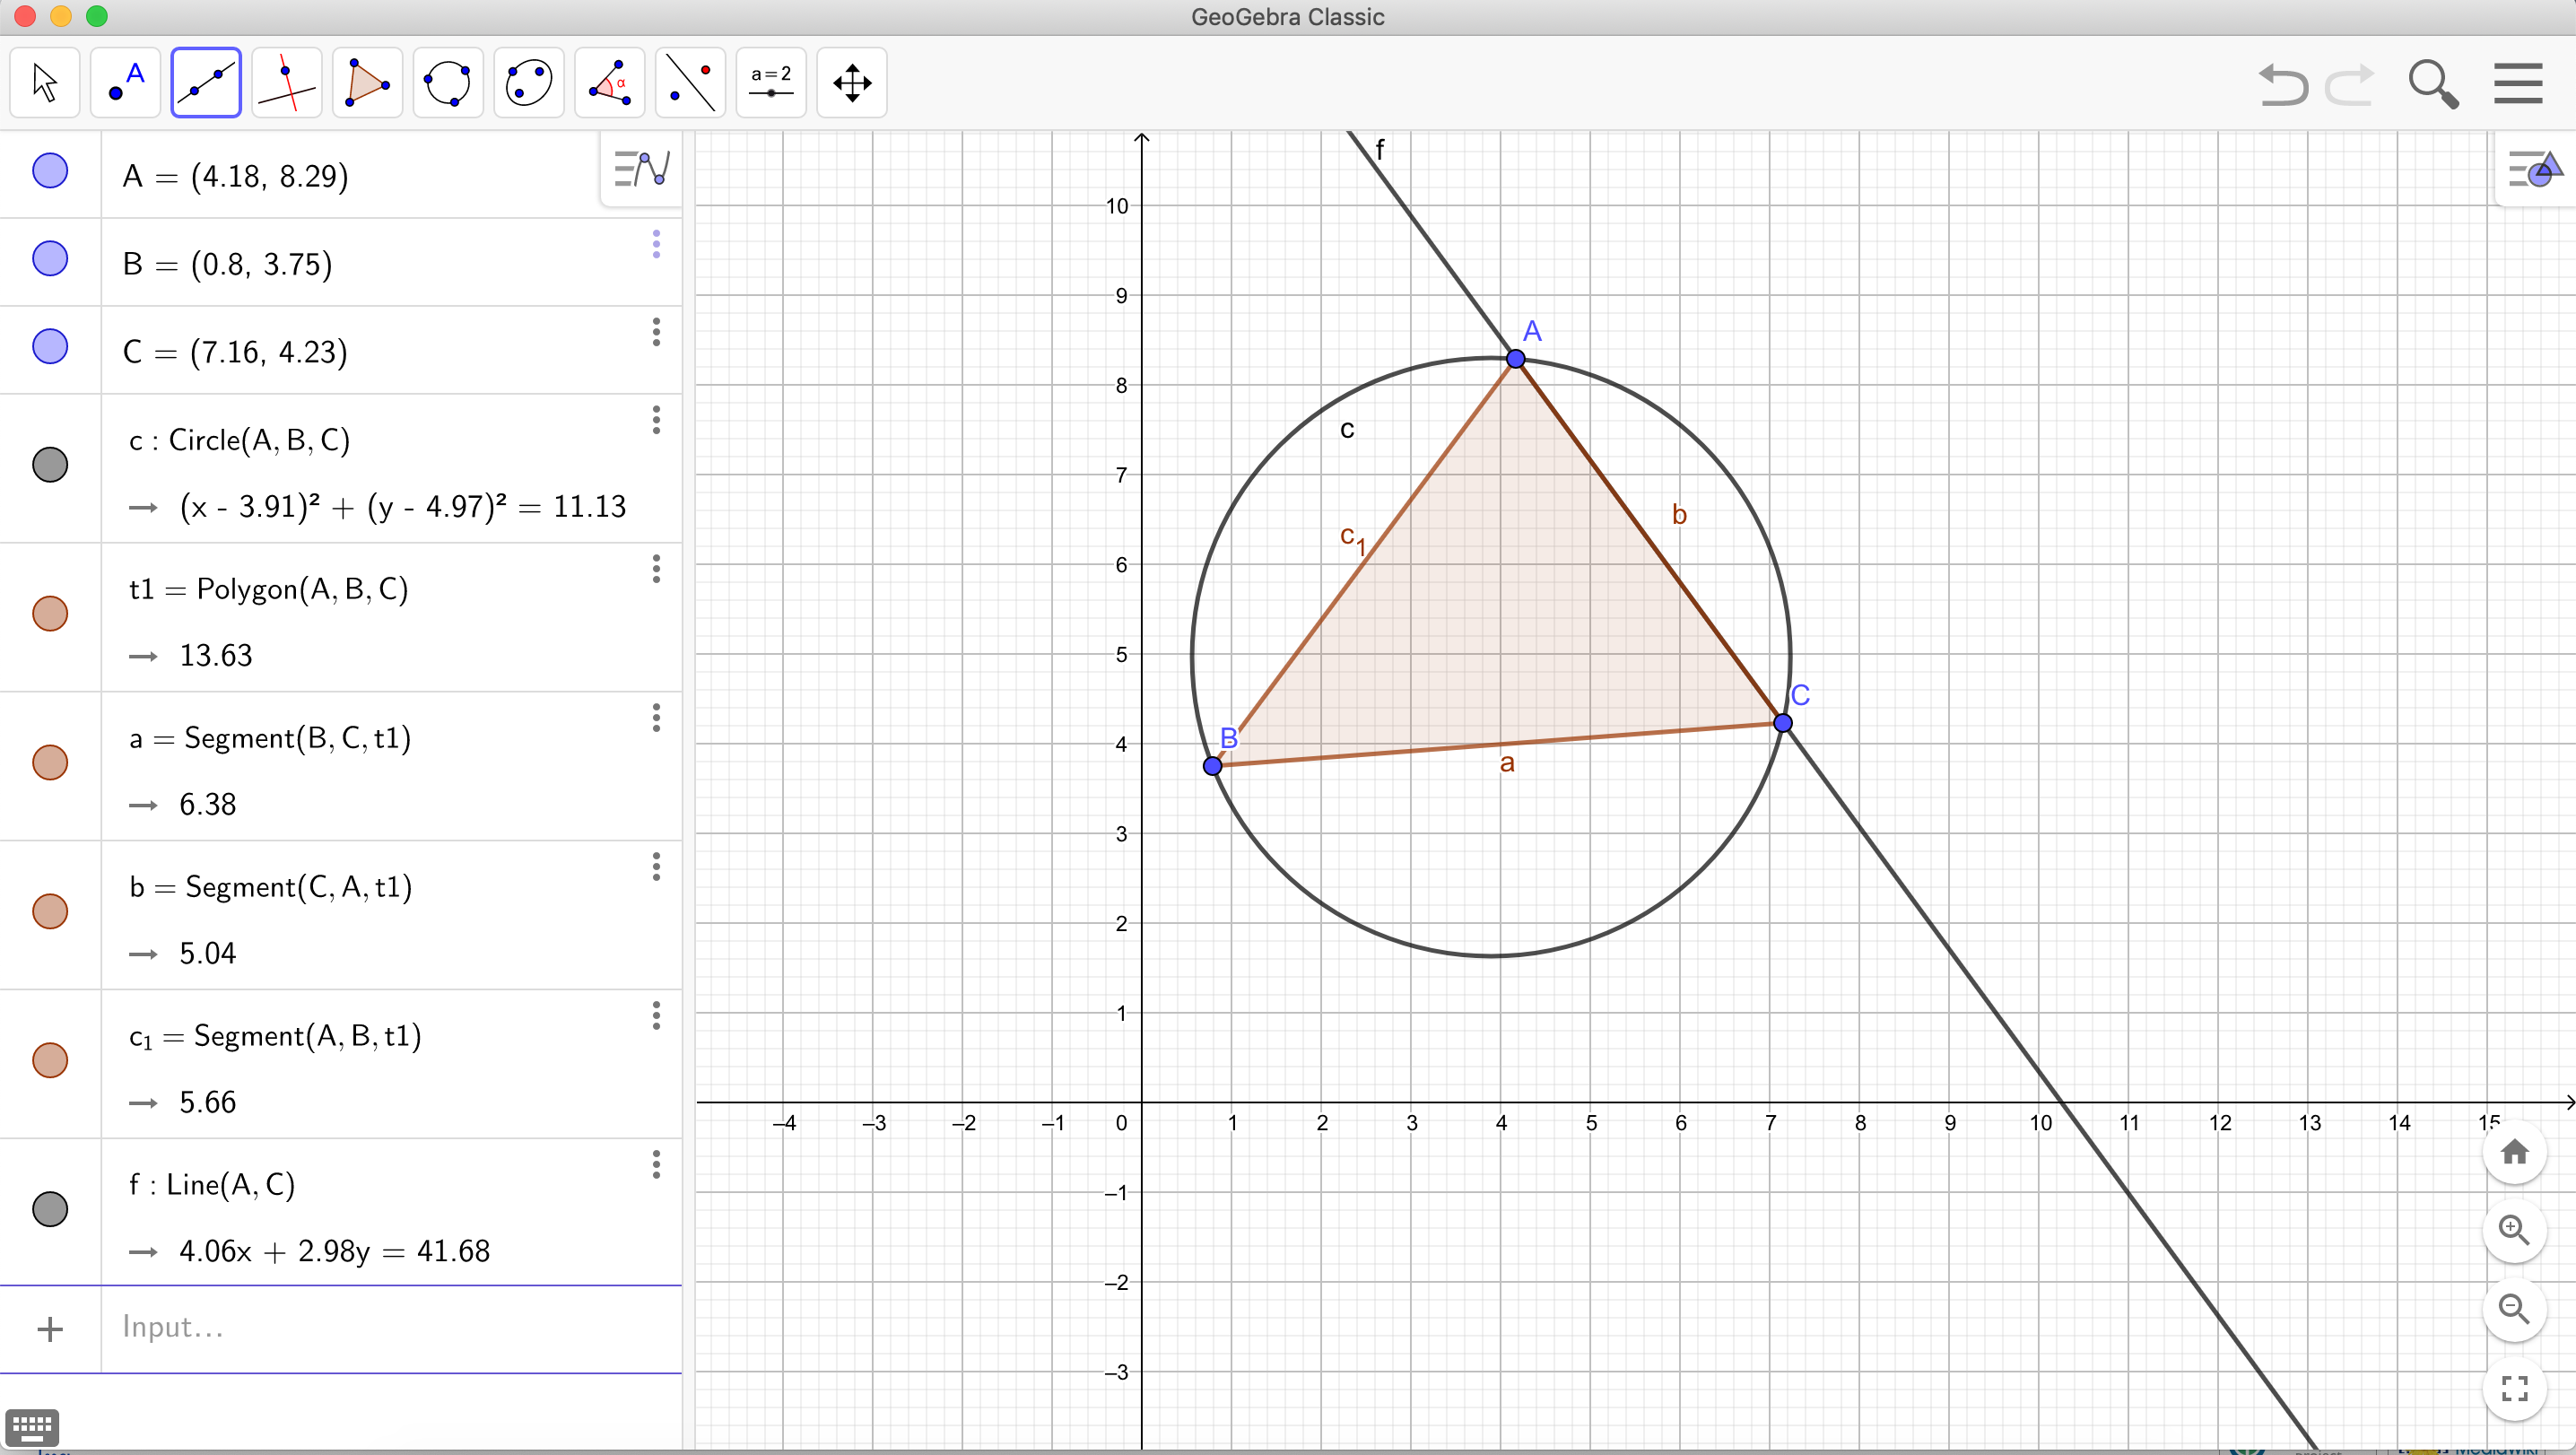 GeoGebra Classic
A
α
a=2
A = (4.18, 8.29)
B = (0.8, 3.75)
C = (7.16, 4.23)
c : Circle(A, B, C)
→ (x - 3.91)² + (y - 4.97)² = 11.13
t1 = Polygon(A, B, C)
→ 13.63
a = Segment(B, C, t1)
→ 6.38
b = Segment(C, A, t1)
→ 5.04
c₁ = Segment(A, B, t1)
→ 5.66
f : Line(A, C)
→ 4.06x + 2.98y = 41.68
+ Input...
f
10
9
A
8
c
7
b
c₁
6
5
C
B
4
a
3
2
1
–4 –3 –2 –1 0 1 2 3 4 5 6 7 8 9 10 11 12 13 14 15
–1
–2
–3
MediaWiki